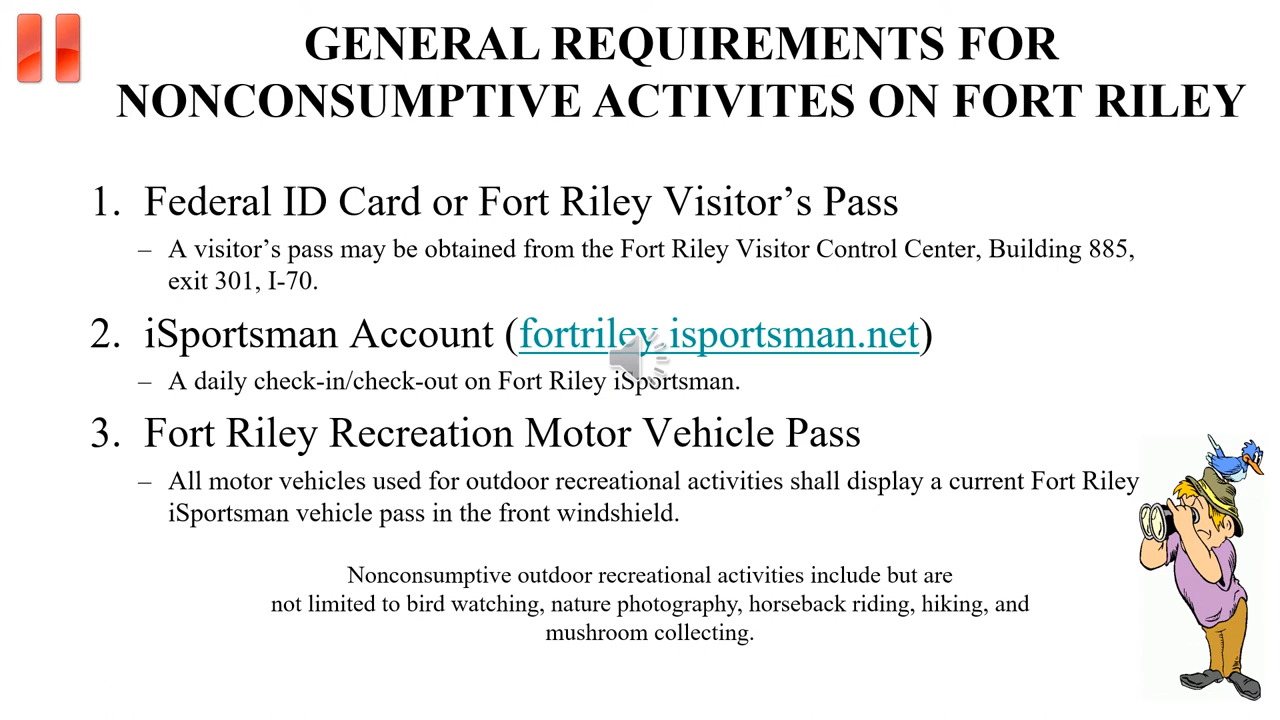 GENERAL REQUIREMENTS FOR
NONCONSUMPTIVE ACTIVITES ON FORT RILEY
1. Federal ID Card or Fort Riley Visitor’s Pass
– A visitor’s pass may be obtained from the Fort Riley Visitor Control Center, Building 885,
exit 301, I-70.
2. iSportsman Account (fortriley.isportsman.net)
– A daily check-in/check-out on Fort Riley iSportsman.
3. Fort Riley Recreation Motor Vehicle Pass
– All motor vehicles used for outdoor recreational activities shall display a current Fort Riley
iSportsman vehicle pass in the front windshield.
Nonconsumptive outdoor recreational activities include but are
not limited to bird watching, nature photography, horseback riding, hiking, and
mushroom collecting.